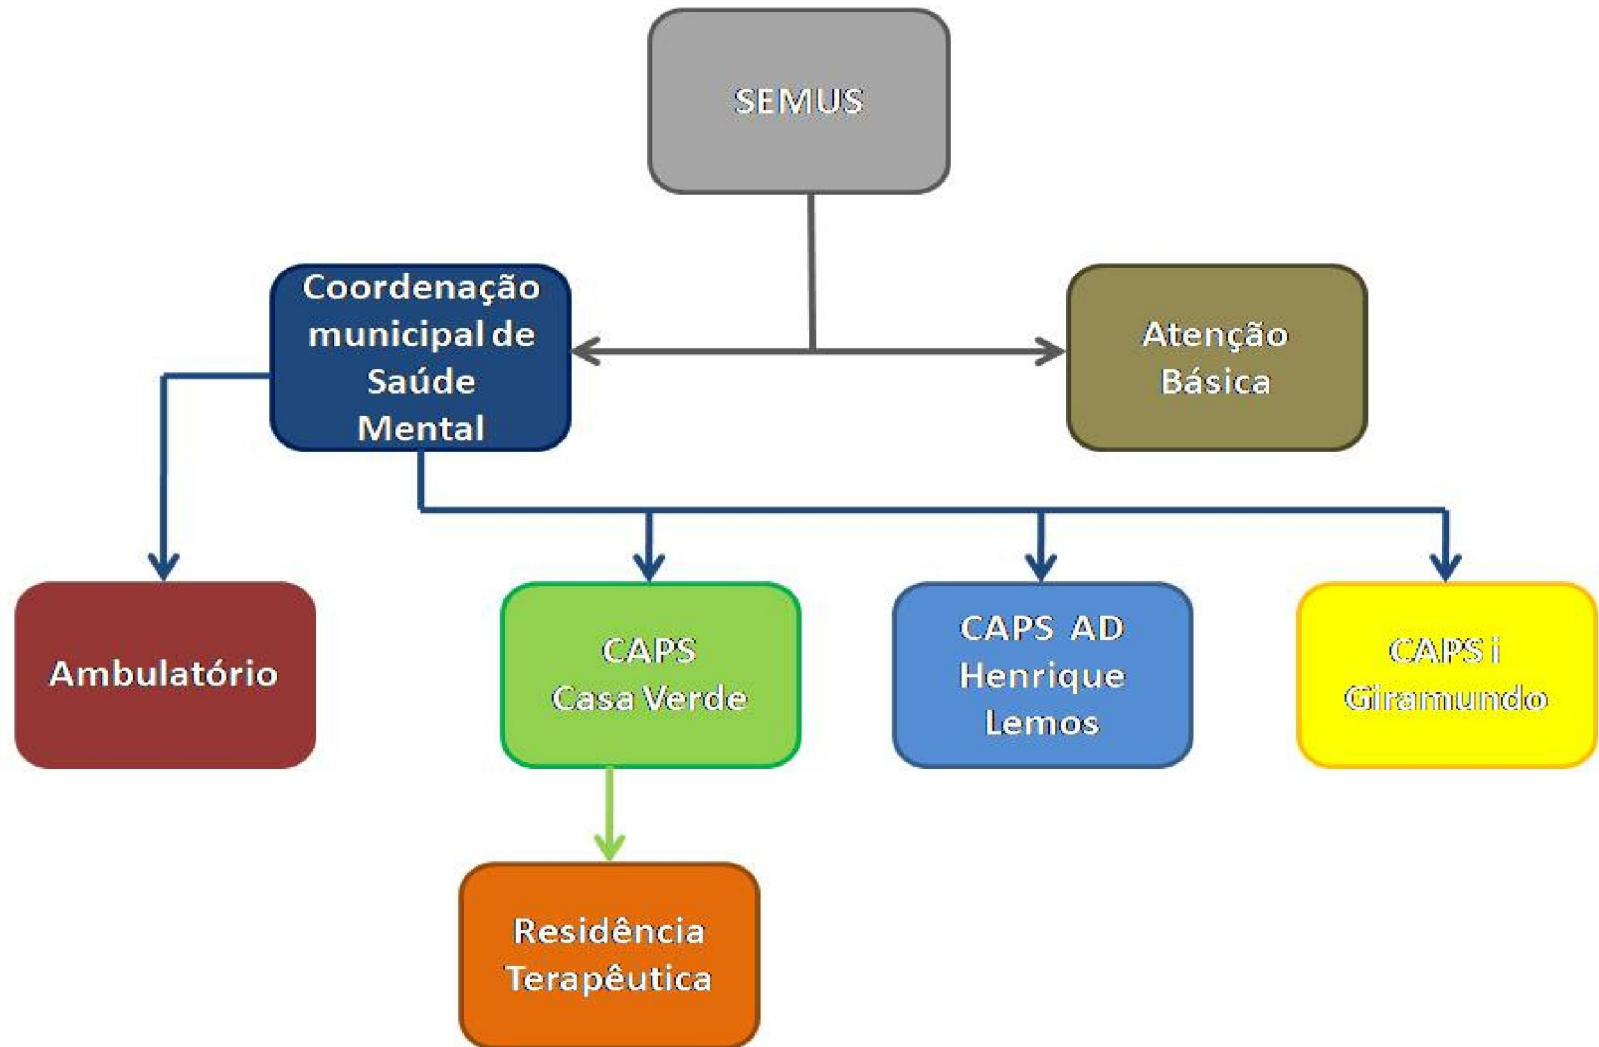 SEMUS
Coordenação
municipal de
Saúde
Mental
Atenção
Básica
Ambulatório
CAPS
Casa Verde
CAPS AD
Henrique
Lemos
CAPS i
Giramundo
Residência
Terapêutica